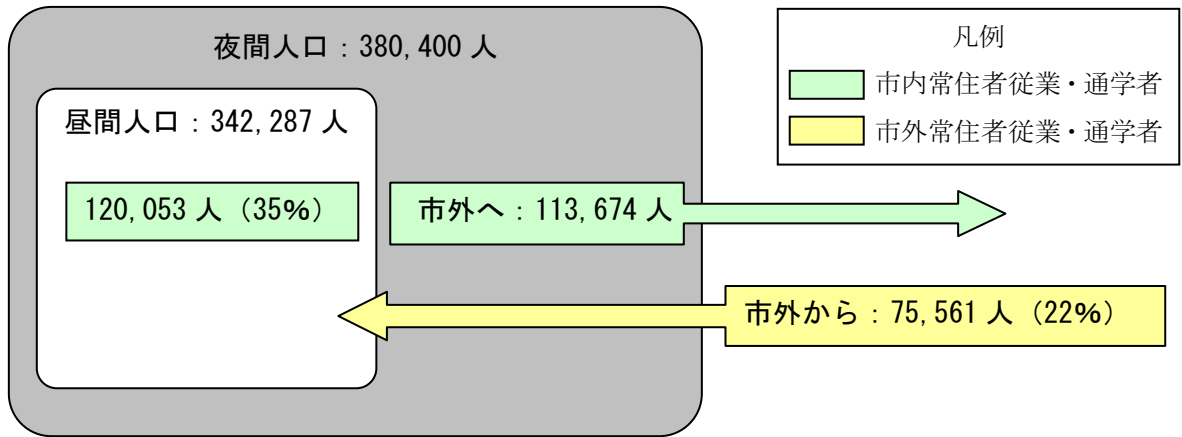 夜間人口：380,400 人
昼間人口：342,287 人
120,053 人（35％）
市外へ：113,674 人
市外から：75,561 人（22％）
凡例
市内常住者従業・通学者
市外常住者従業・通学者